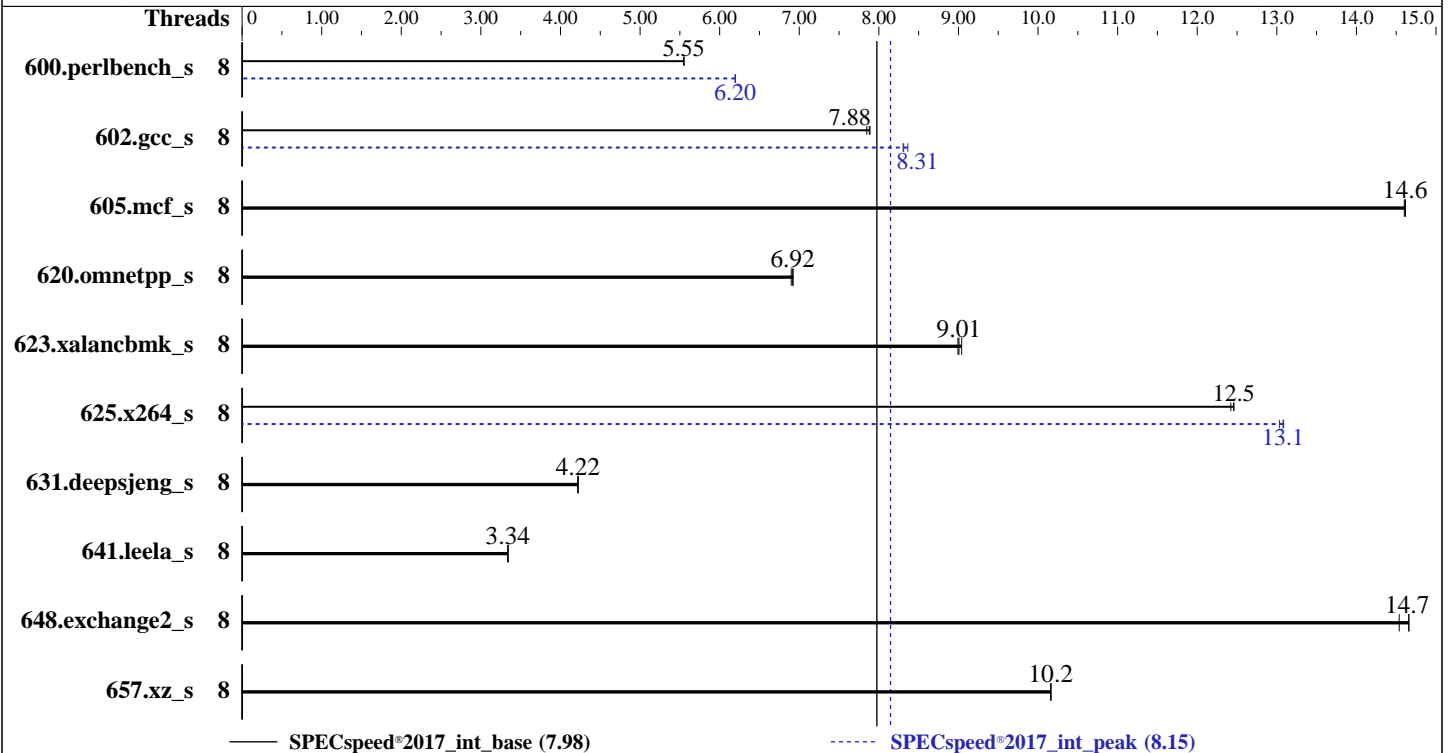 Threads 0 1.00 2.00 3.00 4.00 5.00 6.00 7.00 8.00 9.00 10.0 11.0 12.0 13.0 14.0 15.0
5.55
600.perlbench_s 8
6.20
7.88
602.gcc_s 8
8.31
14.6
605.mcf_s 8
6.92
620.omnetpp_s 8
9.01
623.xalancbmk_s 8
12.5
625.x264_s 8
13.1
4.22
631.deepsjeng_s 8
3.34
641.leela_s 8
14.7
648.exchange2_s 8
10.2
657.xz_s 8
SPECspeed®2017_int_base (7.98) SPECspeed®2017_int_peak (8.15)